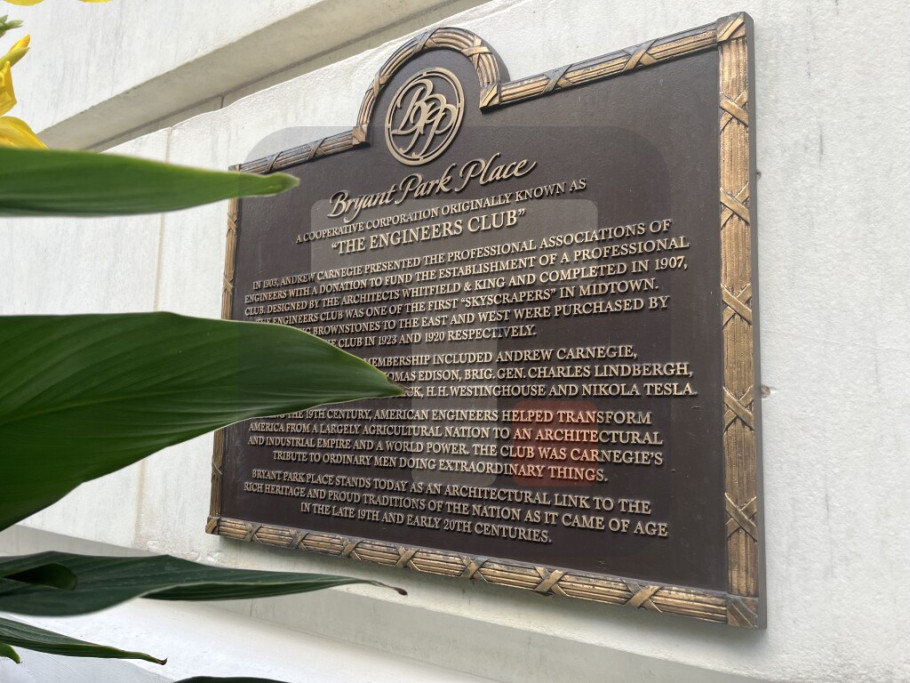 BPP
Bryant Park Place
A COOPERATIVE CORPORATION ORIGINALLY KNOWN AS
"THE ENGINEERS CLUB"
IN 1903, ANDREW CARNEGIE PRESENTED THE PROFESSIONAL ASSOCIATIONS OF
ENGINEERS WITH A DONATION TO FUND THE ESTABLISHMENT OF A PROFESSIONAL
CLUB. DESIGNED BY THE ARCHITECTS WHITFIELD & KING AND COMPLETED IN 1907,
ENGINEERS CLUB WAS ONE OF THE FIRST "SKYSCRAPERS" IN MIDTOWN.
BROWNSTONES TO THE EAST AND WEST WERE PURCHASED BY
CLUB IN 1923 AND 1920 RESPECTIVELY.
MEMBERSHIP INCLUDED ANDREW CARNEGIE,
THOMAS EDISON, BRIG. GEN. CHARLES LINDBERGH,
H.H. WESTINGHOUSE AND NIKOLA TESLA.
THE 19TH CENTURY, AMERICAN ENGINEERS HELPED TRANSFORM
AMERICA FROM A LARGELY AGRICULTURAL NATION TO AN ARCHITECTURAL
AND INDUSTRIAL EMPIRE AND A WORLD POWER. THE CLUB WAS CARNEGIE'S
TRIBUTE TO ORDINARY MEN DOING EXTRAORDINARY THINGS.
BRYANT PARK PLACE STANDS TODAY AS AN ARCHITECTURAL LINK TO THE
RICH HERITAGE AND PROUD TRADITIONS OF THE NATION AS IT CAME OF AGE
IN THE LATE 19TH AND EARLY 20TH CENTURIES.